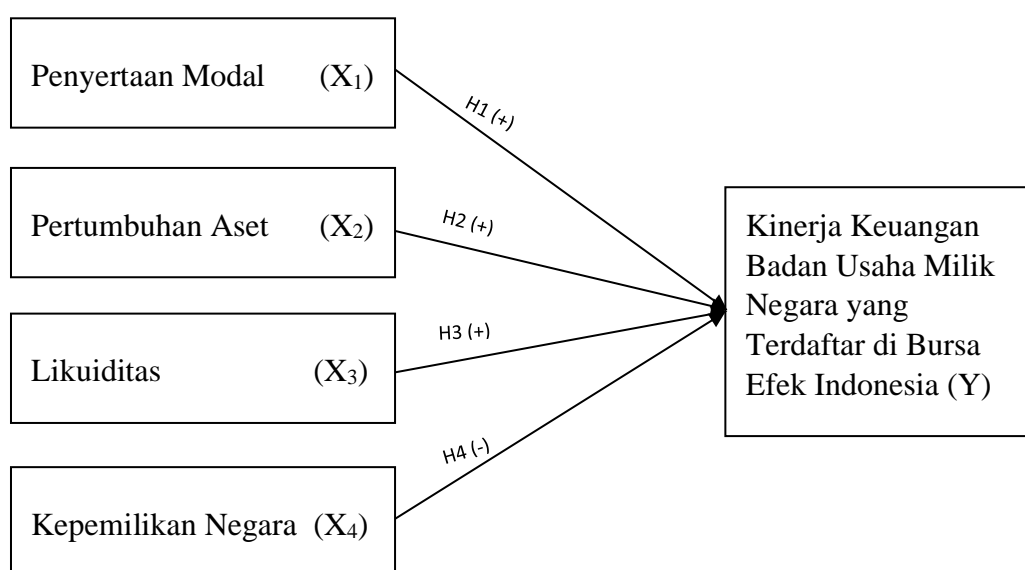 Penyertaan Modal (X₁)
H1 (+)
Pertumbuhan Aset (X₂)
H2 (+)
Likuiditas (X₃)
H3 (+)
Kepemilikan Negara (X₄)
H4 (-)
Kinerja Keuangan
Badan Usaha Milik
Negara yang
Terdaftar di Bursa
Efek Indonesia (Y)